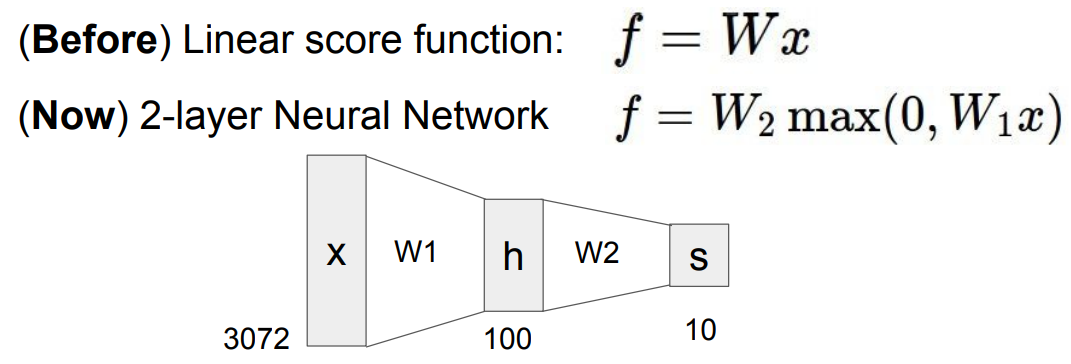 (Before) Linear score function: f = Wx
(Now) 2-layer Neural Network f = W₂ max(0, W₁x)
x W1 h W2 s
3072 100 10